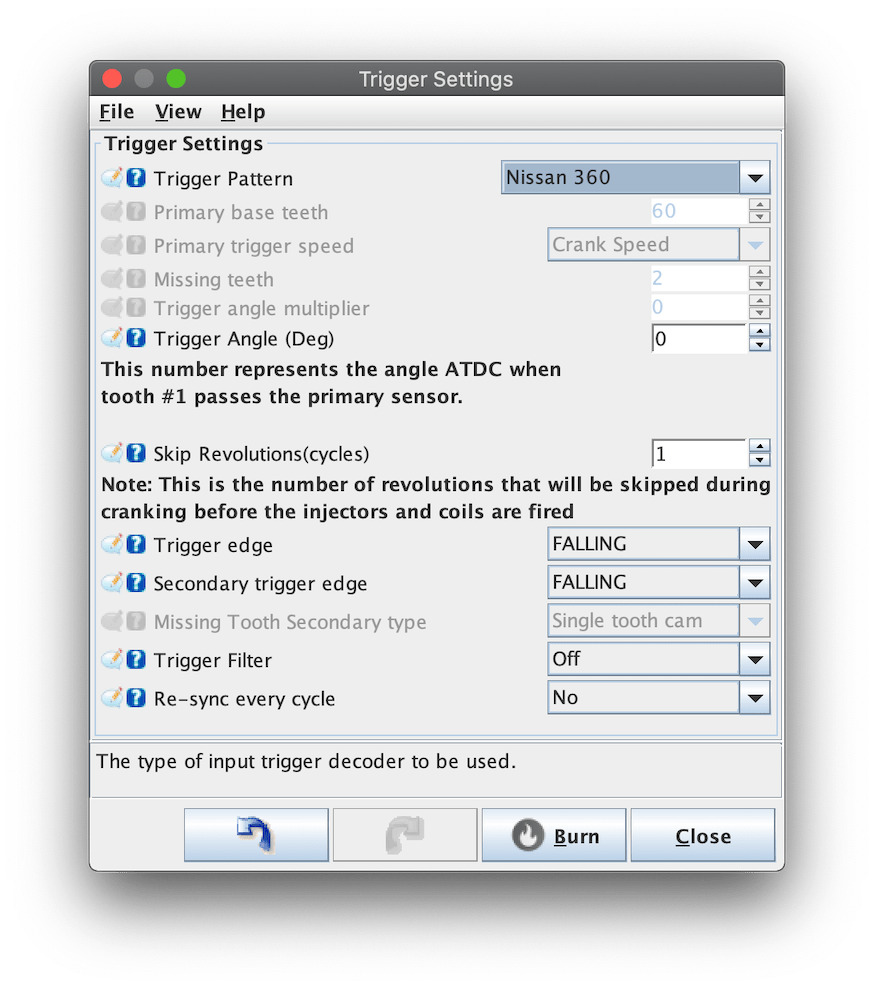 Trigger Settings
File View Help
Trigger Settings
Trigger Pattern Nissan 360
Primary base teeth 60
Primary trigger speed Crank Speed
Missing teeth 2
Trigger angle multiplier 0
Trigger Angle (Deg) 0
This number represents the angle ATDC when
tooth #1 passes the primary sensor.
Skip Revolutions(cycles) 1
Note: This is the number of revolutions that will be skipped during
cranking before the injectors and coils are fired
Trigger edge FALLING
Secondary trigger edge FALLING
Missing Tooth Secondary type Single tooth cam
Trigger Filter Off
Re-sync every cycle No
The type of input trigger decoder to be used.
Burn Close